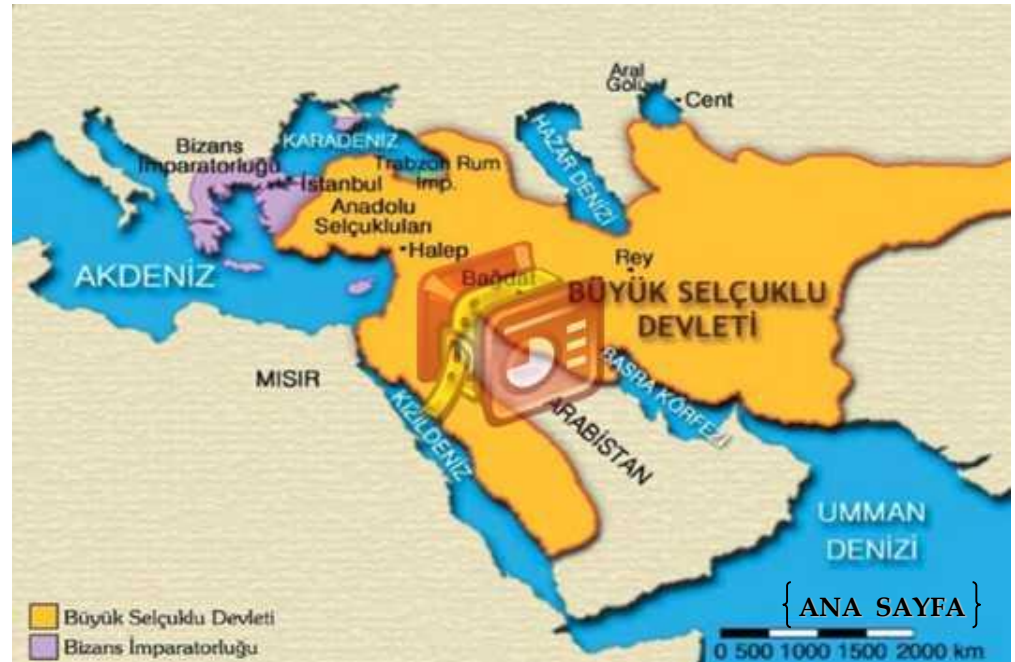 Aral
Gölü
Cent
KARADENİZ
HAZAR DENİZİ
Bizans
İmparatorluğu
Trabzon Rum
İmp.
İstanbul
Anadolu
Selçukluları
Halep
Rey
AKDENİZ
Bağdat
BÜYÜK SELÇUKLU
DEVLETİ
MISIR
BASRA KÖRFEZİ
KIZILDENİZ
ARABİSTAN
UMMAN
DENİZİ
{ ANA SAYFA }
Büyük Selçuklu Devleti
Bizans İmparatorluğu
0 500 1000 1500 2000 km